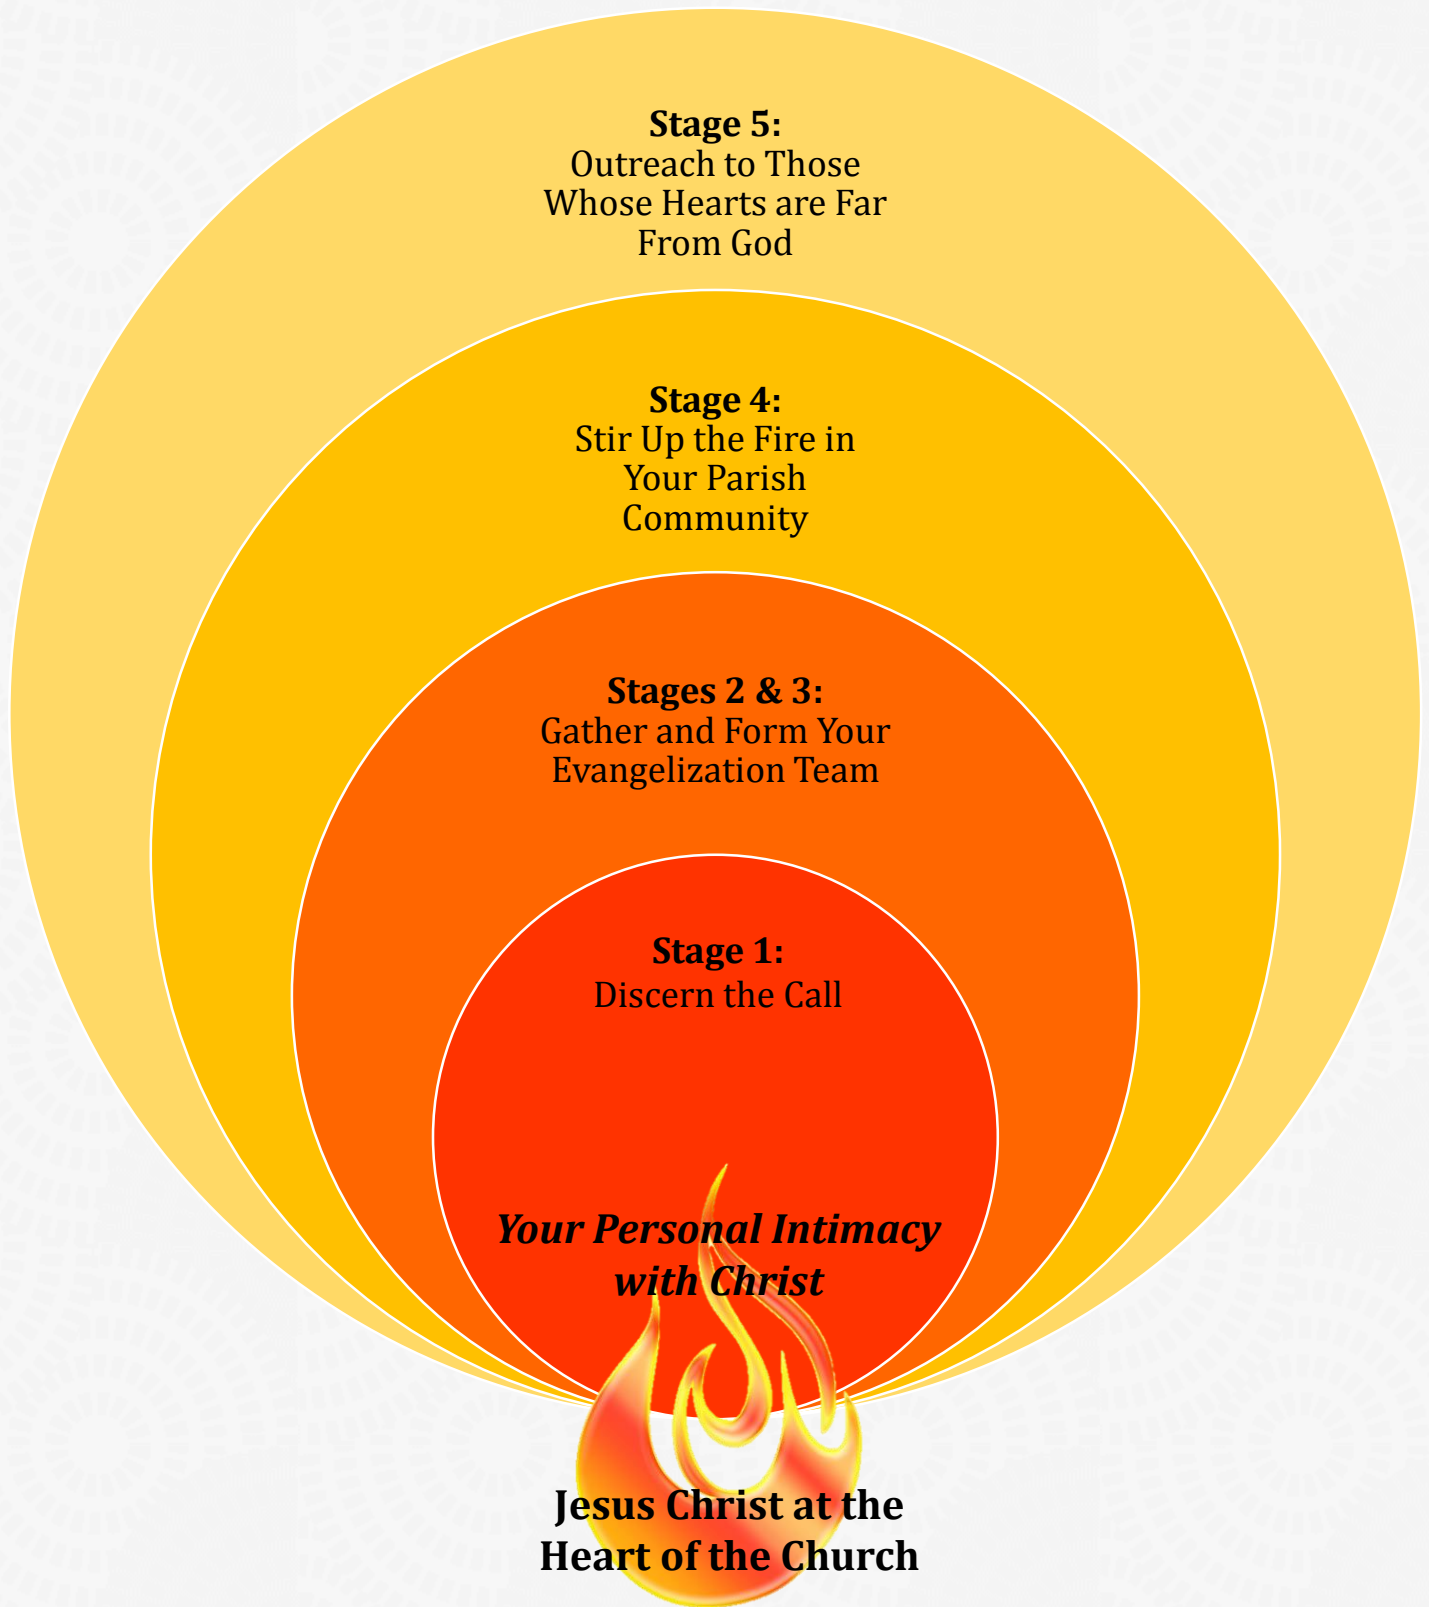 Stage 5:
Outreach to Those
Whose Hearts are Far
From God
Stage 4:
Stir Up the Fire in
Your Parish
Community
Stages 2 & 3:
Gather and Form Your
Evangelization Team
Stage 1:
Discern the Call
Your Personal Intimacy
with Christ
Jesus Christ at the
Heart of the Church